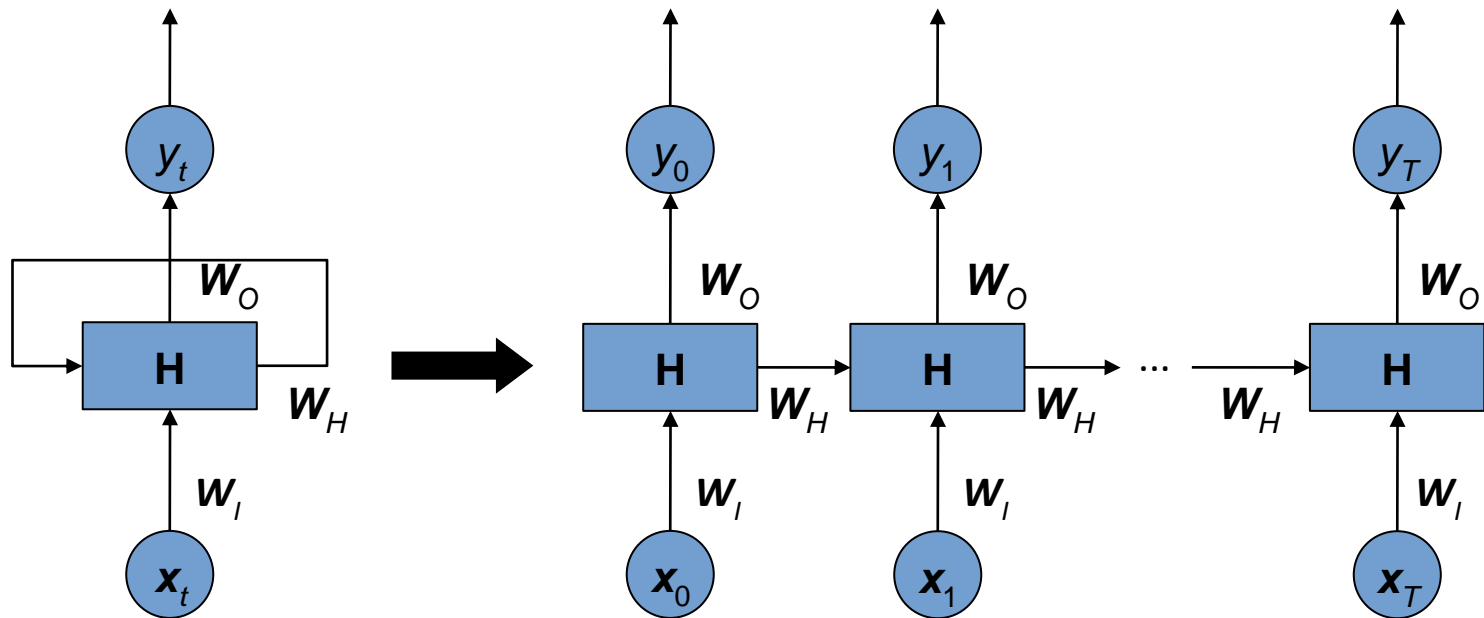 y_t y_0 y_1 y_T
W_O W_O W_O W_O
H H H ... H
W_H W_H W_H W_H
W_I W_I W_I W_I
x_t x_0 x_1 x_T